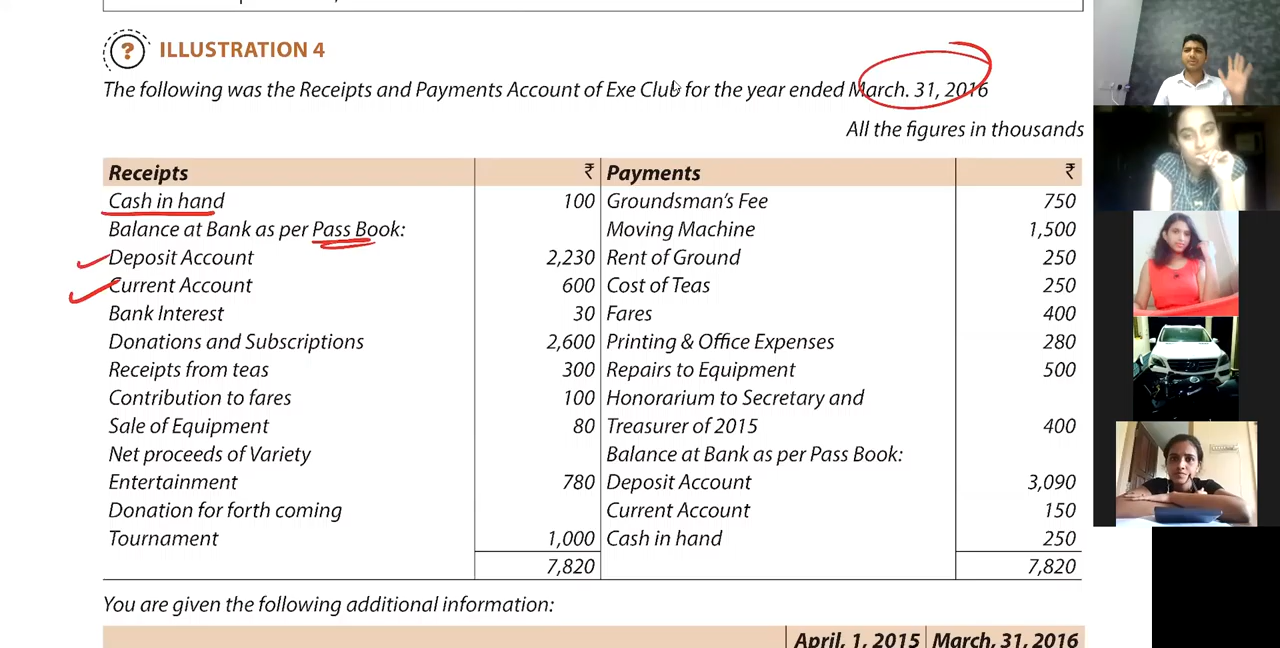 ? ILLUSTRATION 4
The following was the Receipts and Payments Account of Exe Club for the year ended March. 31, 2016
All the figures in thousands
Receipts ₹ Payments ₹
Cash in hand 100 Groundsman's Fee 750
Balance at Bank as per Pass Book: Moving Machine 1,500
Deposit Account 2,230 Rent of Ground 250
Current Account 600 Cost of Teas 250
Bank Interest 30 Fares 400
Donations and Subscriptions 2,600 Printing & Office Expenses 280
Receipts from teas 300 Repairs to Equipment 500
Contribution to fares 100 Honorarium to Secretary and
Sale of Equipment 80 Treasurer of 2015 400
Net proceeds of Variety Balance at Bank as per Pass Book:
Entertainment 780 Deposit Account 3,090
Donation for forth coming Current Account 150
Tournament 1,000 Cash in hand 250
7,820 7,820
You are given the following additional information:
April, 1, 2015 March, 31, 2016